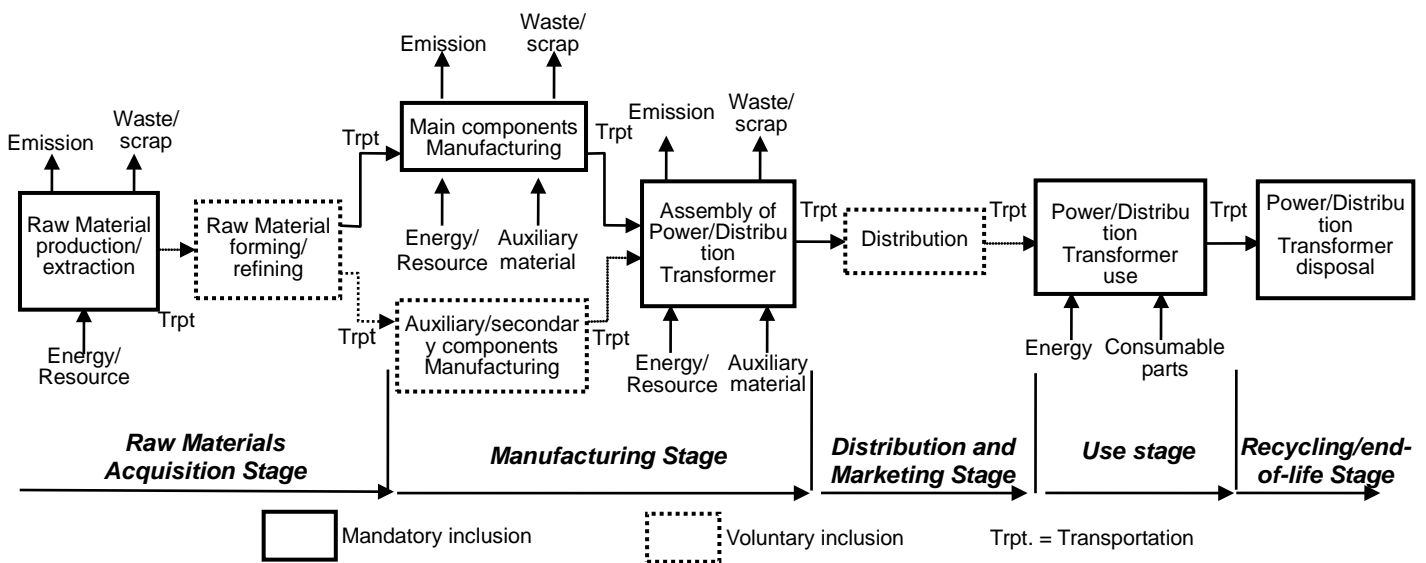 Emission
Waste/
scrap
Raw Material
production/
extraction
Energy/
Resource
Trpt
Raw Material
forming/
refining
Trpt
Trpt
Emission
Waste/
scrap
Main components
Manufacturing
Energy/
Resource
Auxiliary
material
Trpt
Auxiliary/secondar
y components
Manufacturing
Trpt
Emission
Waste/
scrap
Assembly of
Power/Distribu
tion
Transformer
Energy/
Resource
Auxiliary
material
Trpt
Distribution
Trpt
Power/Distribu
tion
Transformer
use
Energy
Consumable
parts
Trpt
Power/Distribu
tion
Transformer
disposal
Raw Materials
Acquisition Stage
Manufacturing Stage
Distribution and
Marketing Stage
Use stage
Recycling/end-
of-life Stage
Mandatory inclusion
Voluntary inclusion
Trpt. = Transportation